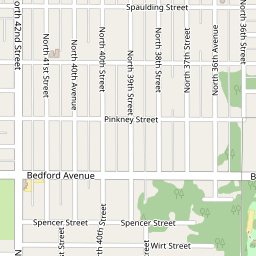 Spaulding Street
North 42nd Street
North 41st Street
North 40th Avenue
North 40th Street
North 39th Street
North 38th Street
North 37th Street
North 36th Avenue
North 36th Street
Pinkney Street
Bedford Avenue
B
Spencer Street
Spencer Street
Wirt Street
North 40th Street
st Street
N